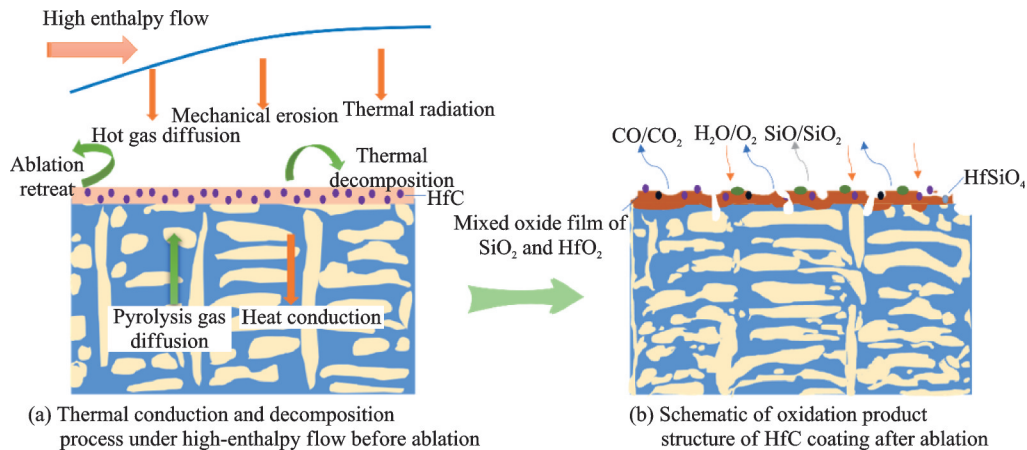 High enthalpy flow
Hot gas diffusion
Mechanical erosion
Thermal radiation
Ablation
retreat
Thermal
decomposition
HfC
Pyrolysis gas
diffusion
Heat conduction
(a) Thermal conduction and decomposition
process under high-enthalpy flow before ablation
Mixed oxide film of
SiO₂ and HfO₂
CO/CO₂
H₂O/O₂
SiO/SiO₂
HfSiO₄
(b) Schematic of oxidation product
structure of HfC coating after ablation